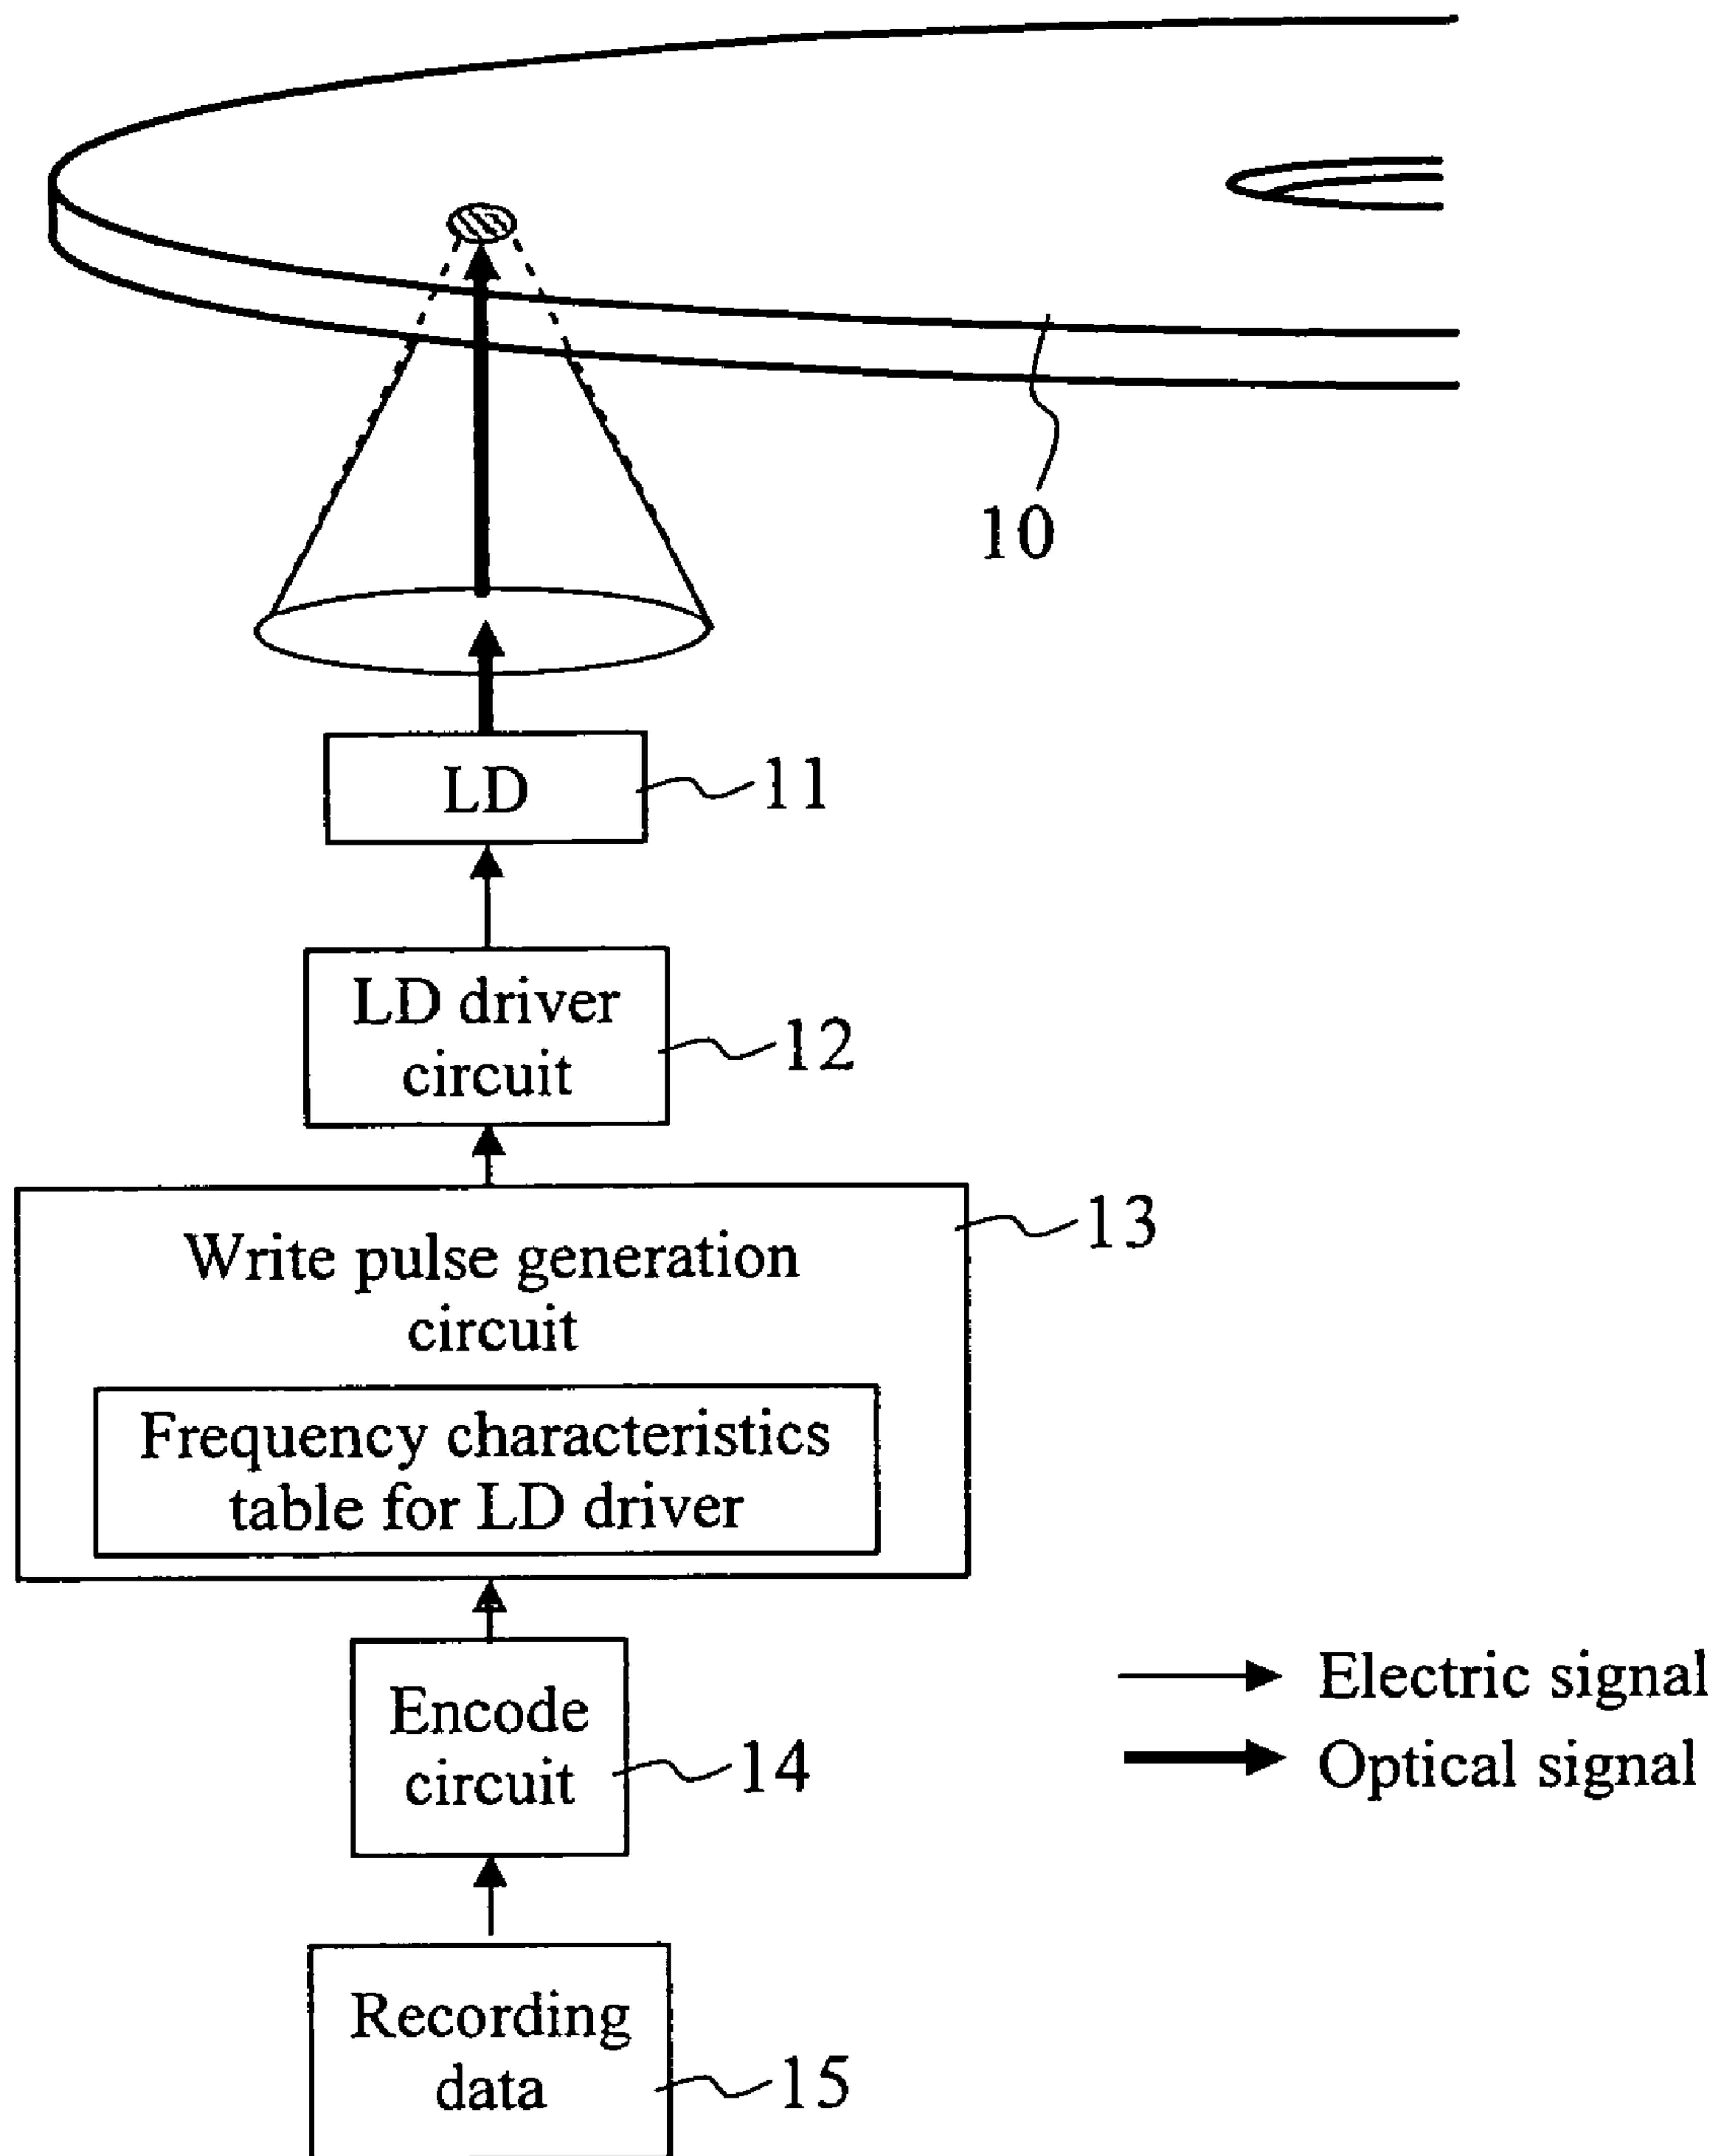 10
LD
11
LD driver
circuit
12
Write pulse generation
circuit
13
Frequency characteristics
table for LD driver
Encode
circuit
14
Electric signal
Optical signal
Recording
data
15